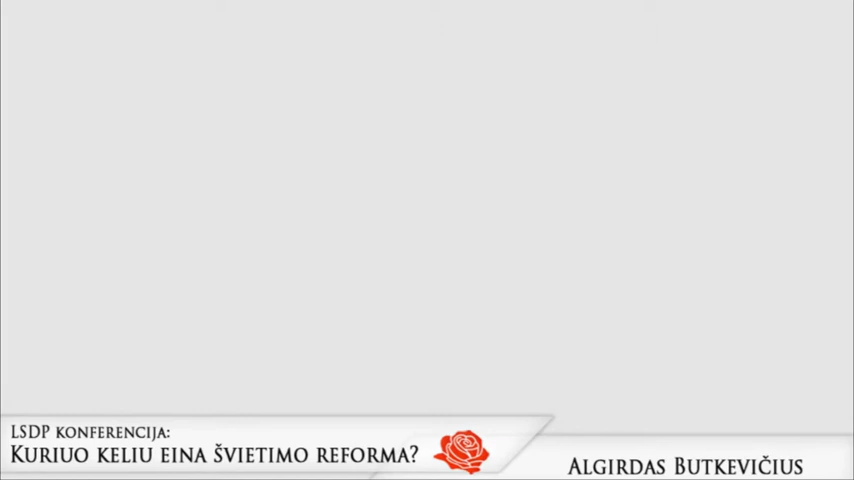 LSDP KONFERENCIJA:
KURIUO KELIU EINA ŠVIETIMO REFORMA?
ALGIRDAS BUTKEVIČIUS